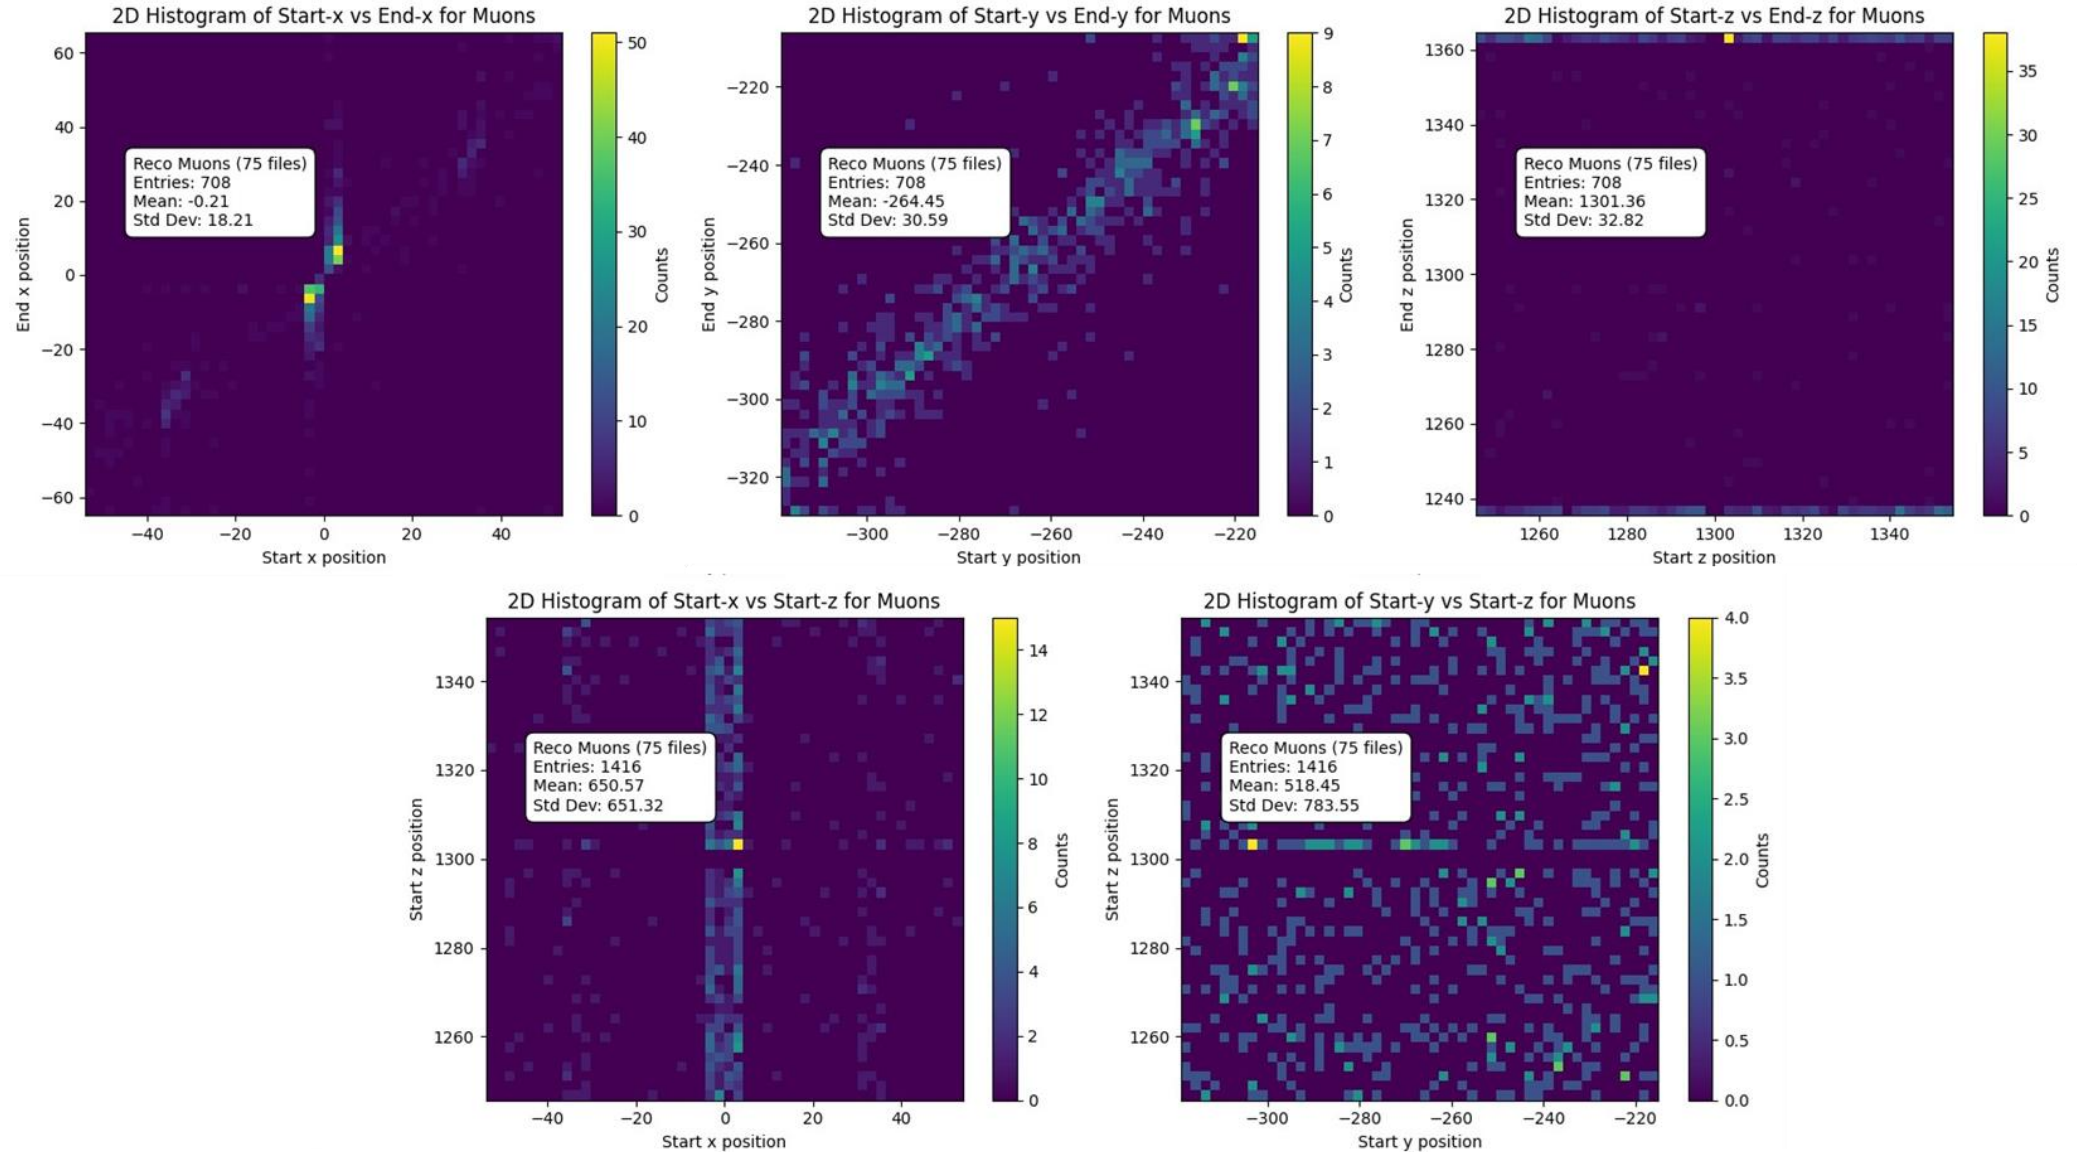 2D Histogram of Start-x vs End-x for Muons
60
40
20
0
−20
−40
−60
End x position
−40
−20
0
20
40
Start x position
Reco Muons (75 files)
Entries: 708
Mean: -0.21
Std Dev: 18.21
50
40
30
20
10
0
Counts
2D Histogram of Start-y vs End-y for Muons
−220
−240
−260
−280
−300
−320
End y position
−300
−280
−260
−240
−220
Start y position
Reco Muons (75 files)
Entries: 708
Mean: -264.45
Std Dev: 30.59
9
8
7
6
5
4
3
2
1
0
Counts
2D Histogram of Start-z vs End-z for Muons
1360
1340
1320
1300
1280
1260
1240
End z position
1260
1280
1300
1320
1340
Start z position
Reco Muons (75 files)
Entries: 708
Mean: 1301.36
Std Dev: 32.82
35
30
25
20
15
10
5
0
Counts
2D Histogram of Start-x vs Start-z for Muons
1340
1320
1300
1280
1260
Start z position
−40
−20
0
20
40
Start x position
Reco Muons (75 files)
Entries: 1416
Mean: 650.57
Std Dev: 651.32
14
12
10
8
6
4
2
0
Counts
2D Histogram of Start-y vs Start-z for Muons
1340
1320
1300
1280
1260
Start z position
−300
−280
−260
−240
−220
Start y position
Reco Muons (75 files)
Entries: 1416
Mean: 518.45
Std Dev: 783.55
4.0
3.5
3.0
2.5
2.0
1.5
1.0
0.5
0.0
Counts